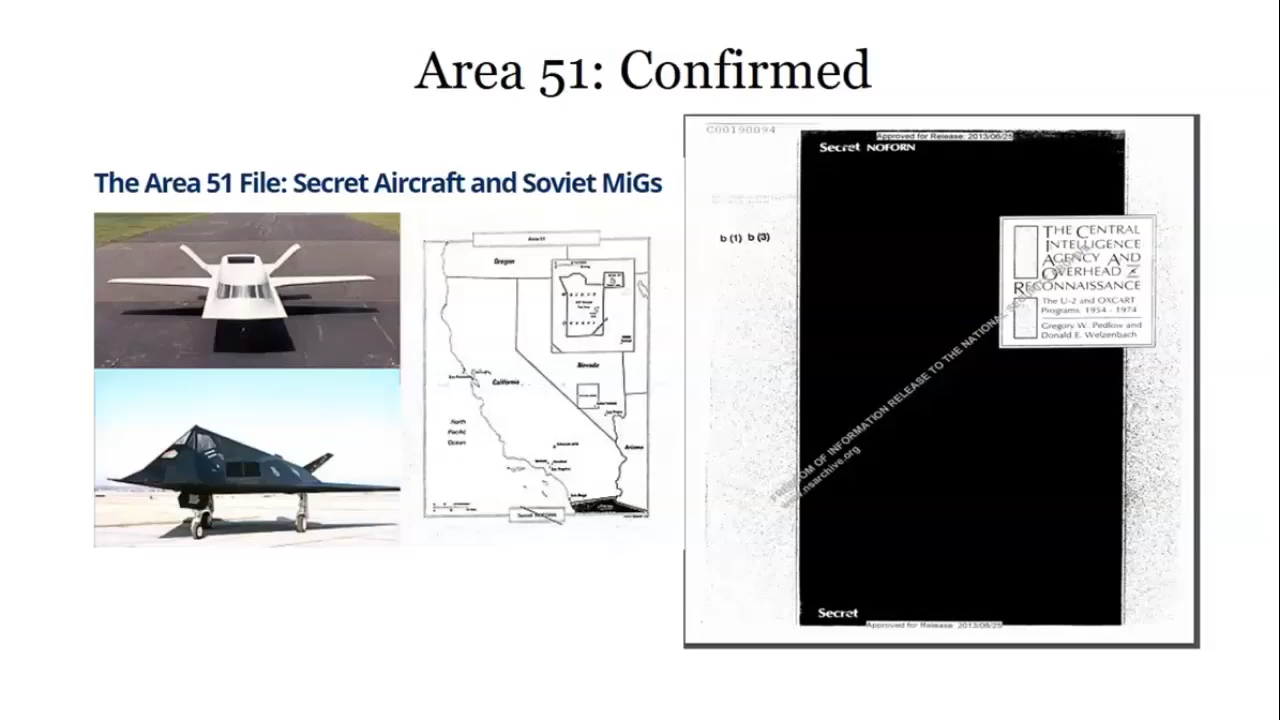 Area 51: Confirmed
The Area 51 File: Secret Aircraft and Soviet MiGs
Area 51
Oregon
Nevada
California
North
Pacific
Ocean
Arizona
C00190094
Approved for Release: 2013/06/25
Secret NOFORN
b (1) b (3)
THE CENTRAL
INTELLIGENCE
AGENCY AND
OVERHEAD
RECONNAISSANCE
The U-2 and OXCART
Programs, 1954 - 1974
Gregory W. Pedlow and
Donald E. Welzenbach
OF INFORMATION RELEASE TO THE NATIONAL
nsarchive.org
Secret
Approved for Release: 2013/06/25